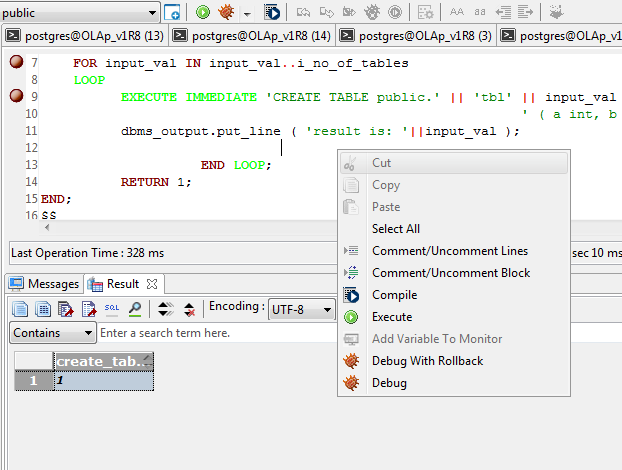 public
postgres@OLAp_v1R8 (13) postgres@OLAp_v1R8 (14) postgres@OLAp_v1R8 (3) postgres@OLAp_v1
7 FOR input_val IN input_val..i_no_of_tables
8 LOOP
9 EXECUTE IMMEDIATE 'CREATE TABLE public.' || 'tbl' || input_val
10 ' ( a int, b
11 dbms_output.put_line ( 'result is: '||input_val );
12
13 END LOOP;
14 RETURN 1;
15 END;
16 $$
Cut
Copy
Paste
Select All
Comment/Uncomment Lines
Comment/Uncomment Block
Compile
Execute
Add Variable To Monitor
Debug With Rollback
Debug
Last Operation Time : 328 ms
sec 10 ms
Messages Result
SQL Encoding : UTF-8
Contains Enter a search term here.
create_tab...
1 1